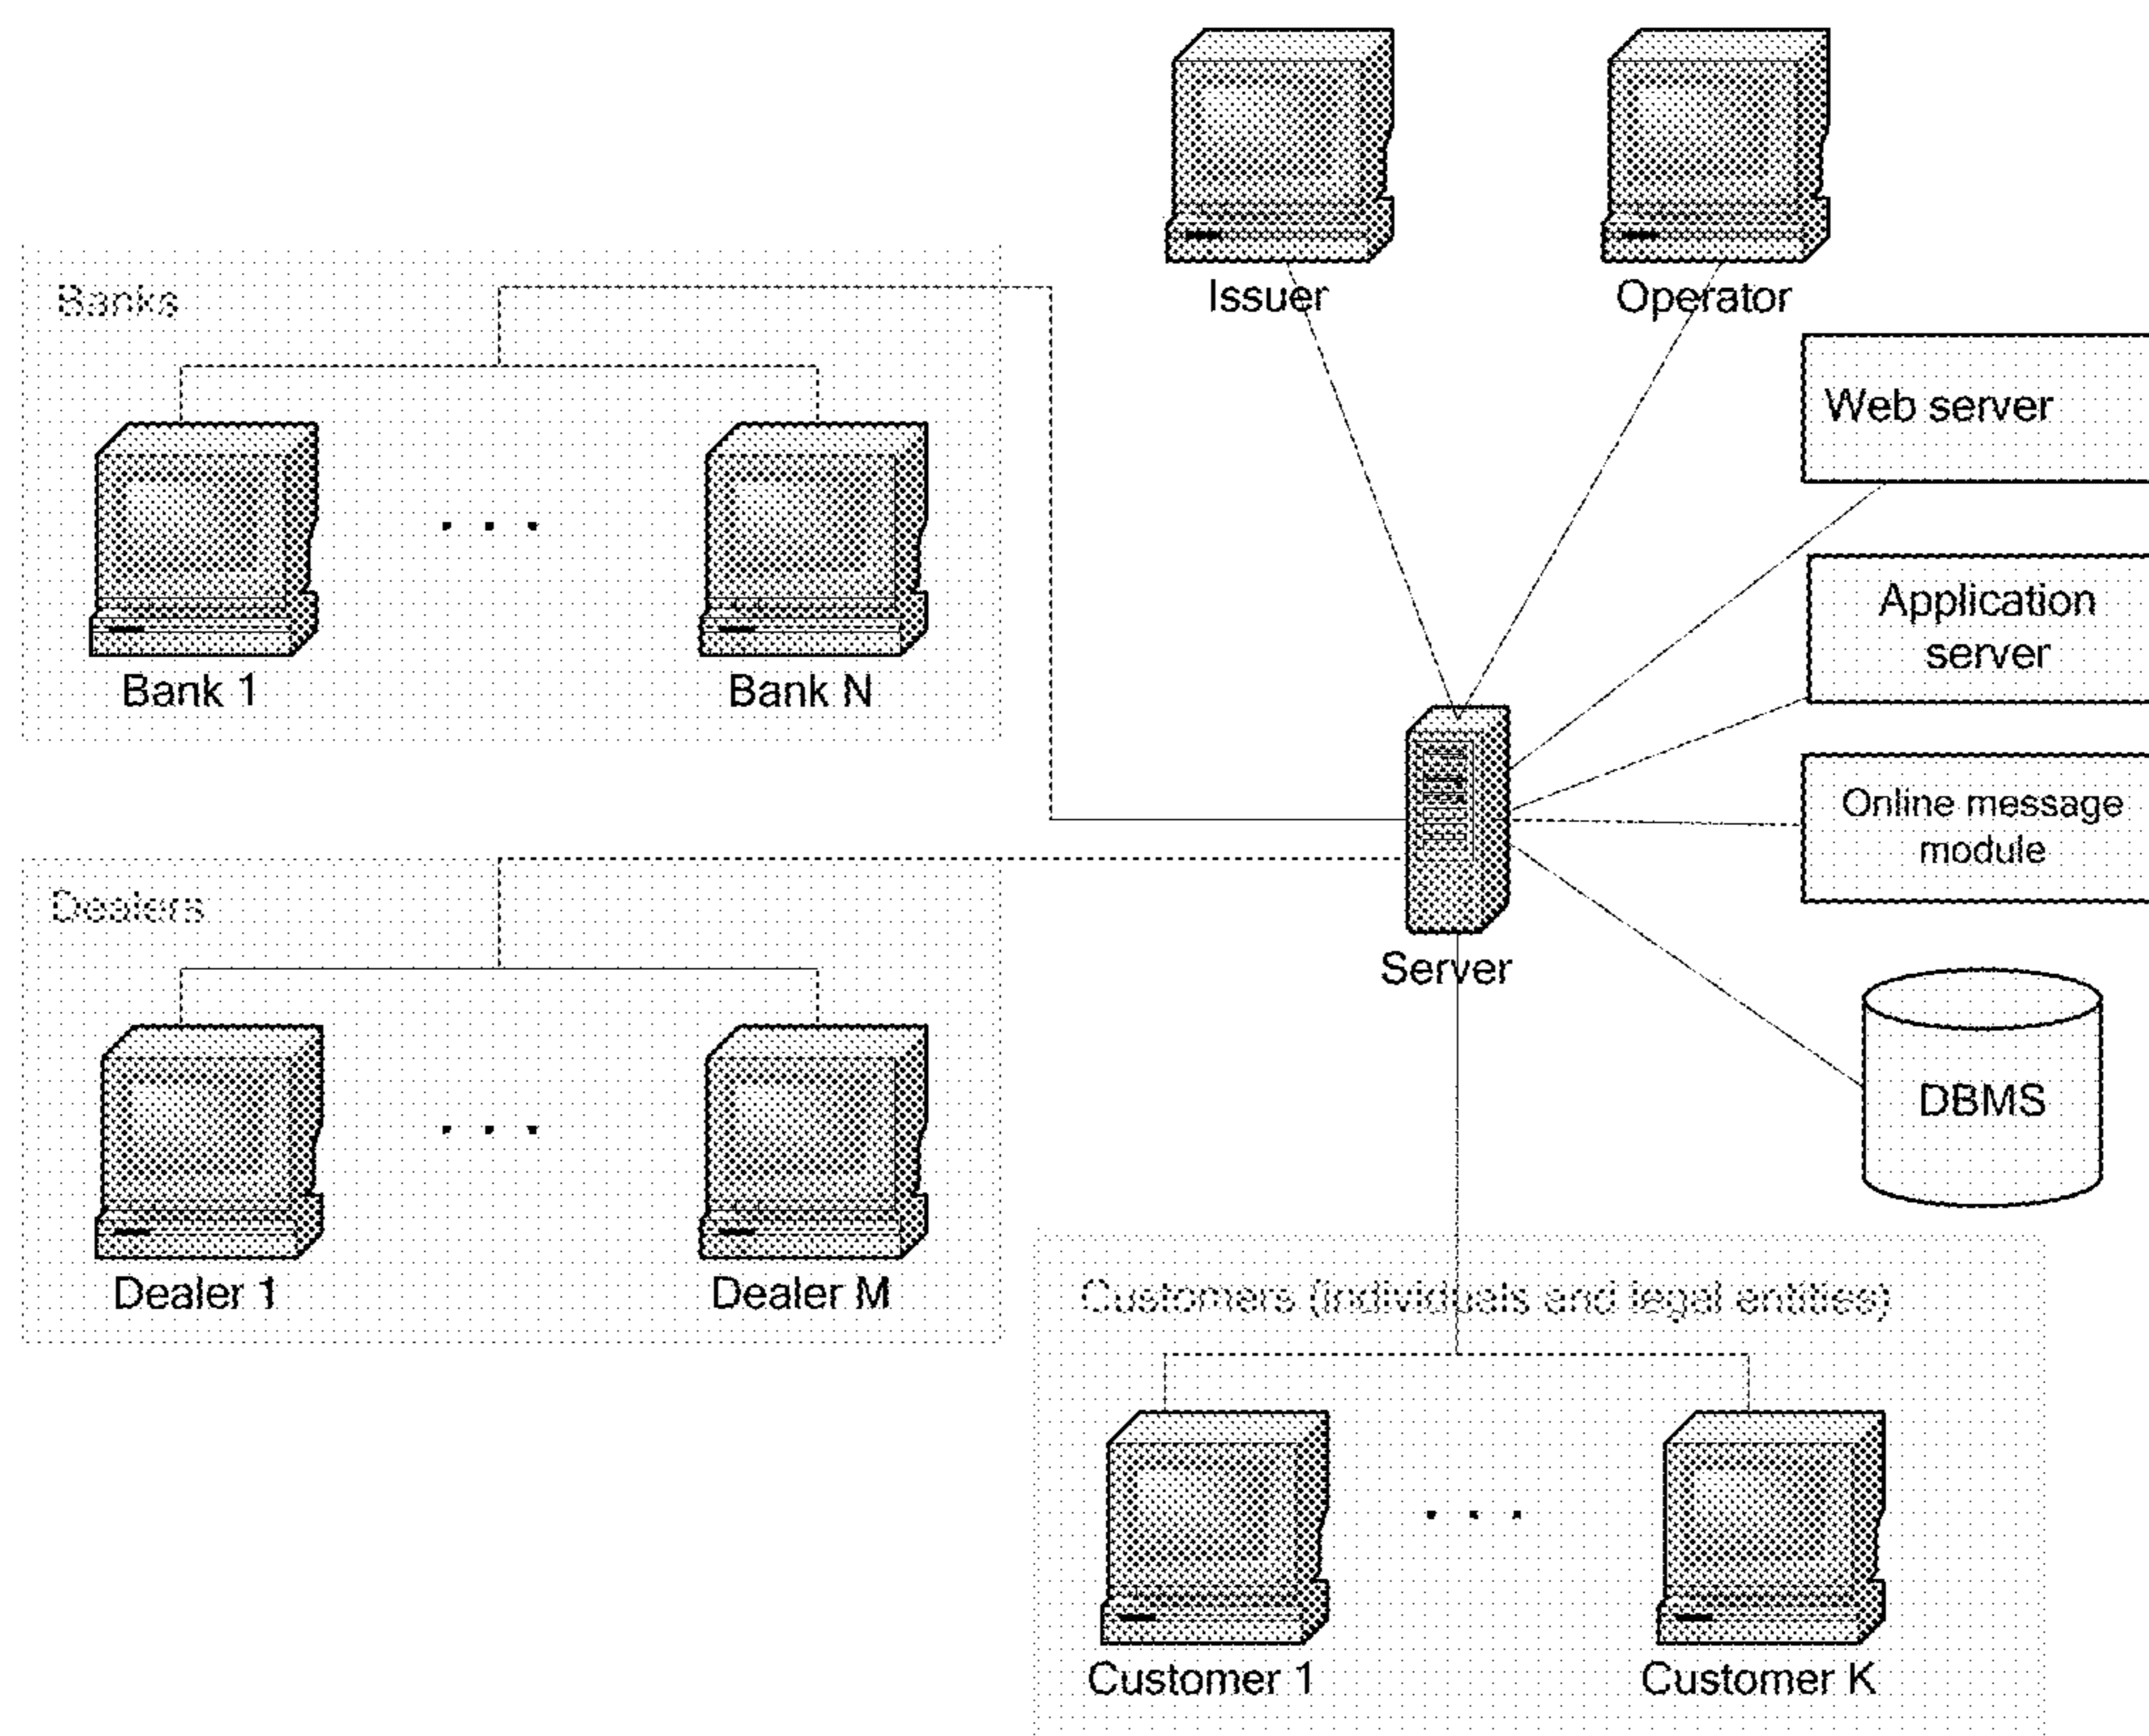 Issuer
Operator
Banks
Web server
Bank 1
Bank N
Application
server
Online message
module
Dealers
Server
DBMS
Dealer 1
Dealer M
Customers (individuals and legal entities)
Customer 1
Customer K